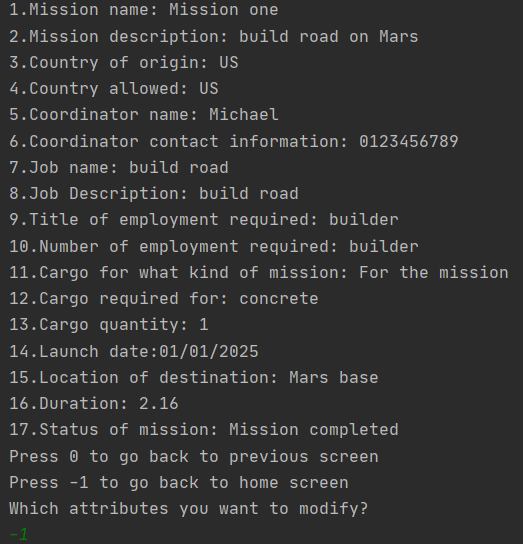 1.Mission name: Mission one
2.Mission description: build road on Mars
3.Country of origin: US
4.Country allowed: US
5.Coordinator name: Michael
6.Coordinator contact information: 0123456789
7.Job name: build road
8.Job Description: build road
9.Title of employment required: builder
10.Number of employment required: builder
11.Cargo for what kind of mission: For the mission
12.Cargo required for: concrete
13.Cargo quantity: 1
14.Launch date:01/01/2025
15.Location of destination: Mars base
16.Duration: 2.16
17.Status of mission: Mission completed
Press 0 to go back to previous screen
Press -1 to go back to home screen
Which attributes you want to modify?
-1